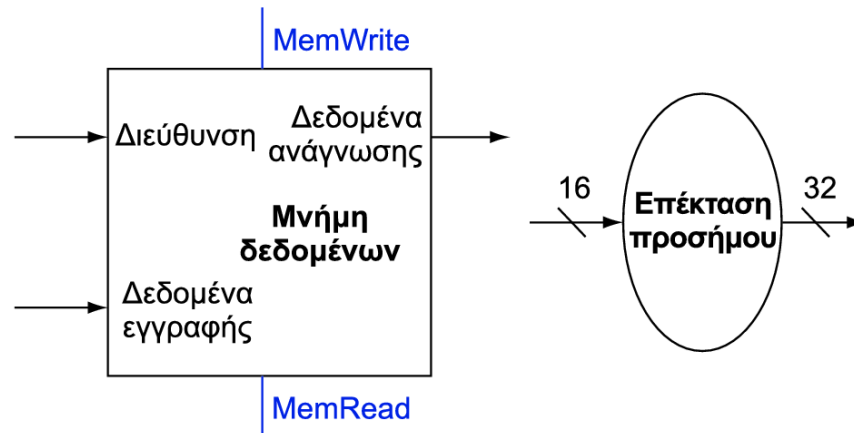 MemWrite
Διεύθυνση
Δεδομένα
ανάγνωσης
Μνήμη
δεδομένων
Δεδομένα
εγγραφής
MemRead
16
Επέκταση
προσήμου
32